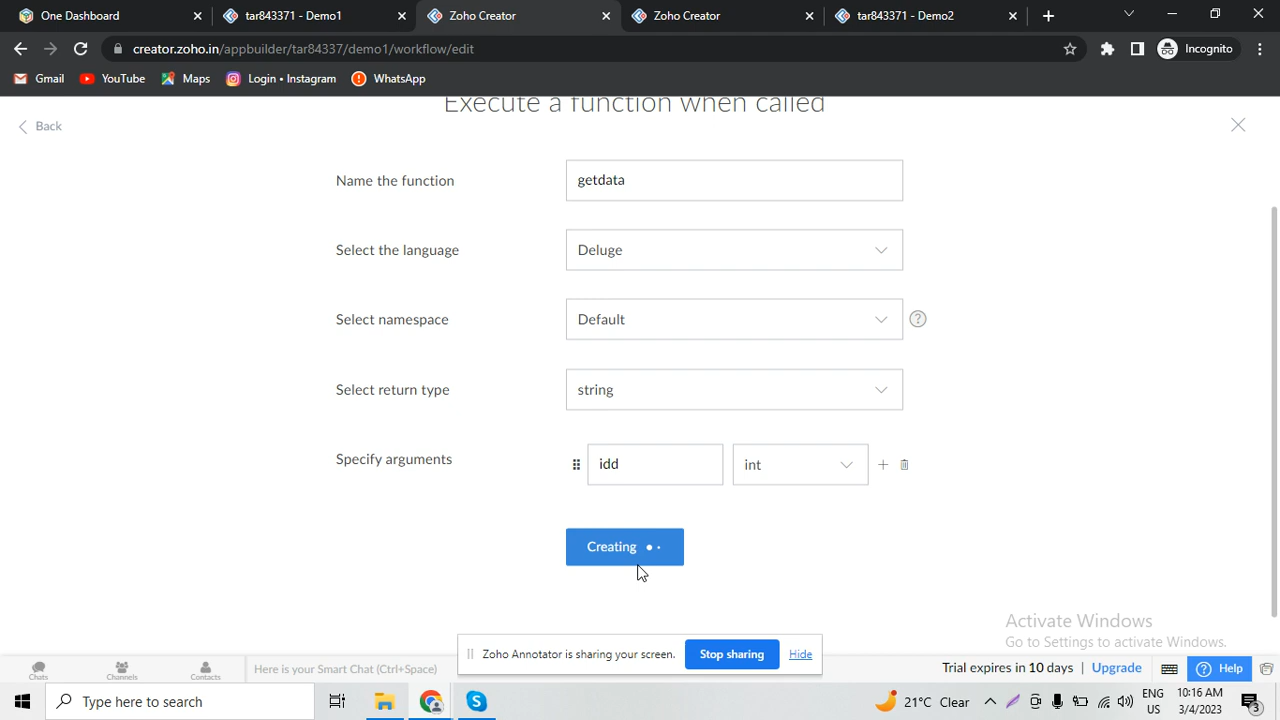 One Dashboard
tar843371 - Demo1
Zoho Creator
Zoho Creator
tar843371 - Demo2
creator.zoho.in/appbuilder/tar84337/demo1/workflow/edit
Incognito
Gmail
YouTube
Maps
Login • Instagram
WhatsApp
Execute a function when called
Back
Name the function
getdata
Select the language
Deluge
Select namespace
Default
?
Select return type
string
Specify arguments
idd
int
Creating
Activate Windows
Go to Settings to activate Windows.
Zoho Annotator is sharing your screen.
Stop sharing
Hide
Chats
Channels
Contacts
Here is your Smart Chat (Ctrl+Space)
Trial expires in 10 days
Upgrade
? Help
Type here to search
21°C Clear
ENG
US
10:16 AM
3/4/2023
3